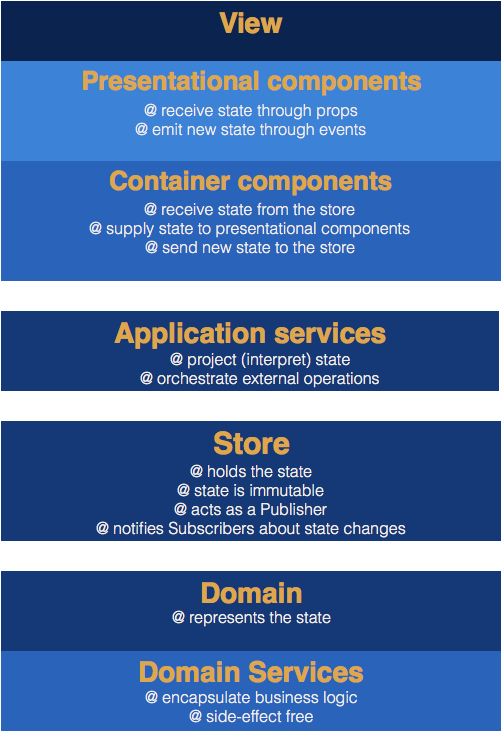 View
Presentational components
@ receive state through props
@ emit new state through events
Container components
@ receive state from the store
@ supply state to presentational components
@ send new state to the store
Application services
@ project (interpret) state
@ orchestrate external operations
Store
@ holds the state
@ state is immutable
@ acts as a Publisher
@ notifies Subscribers about state changes
Domain
@ represents the state
Domain Services
@ encapsulate business logic
@ side-effect free